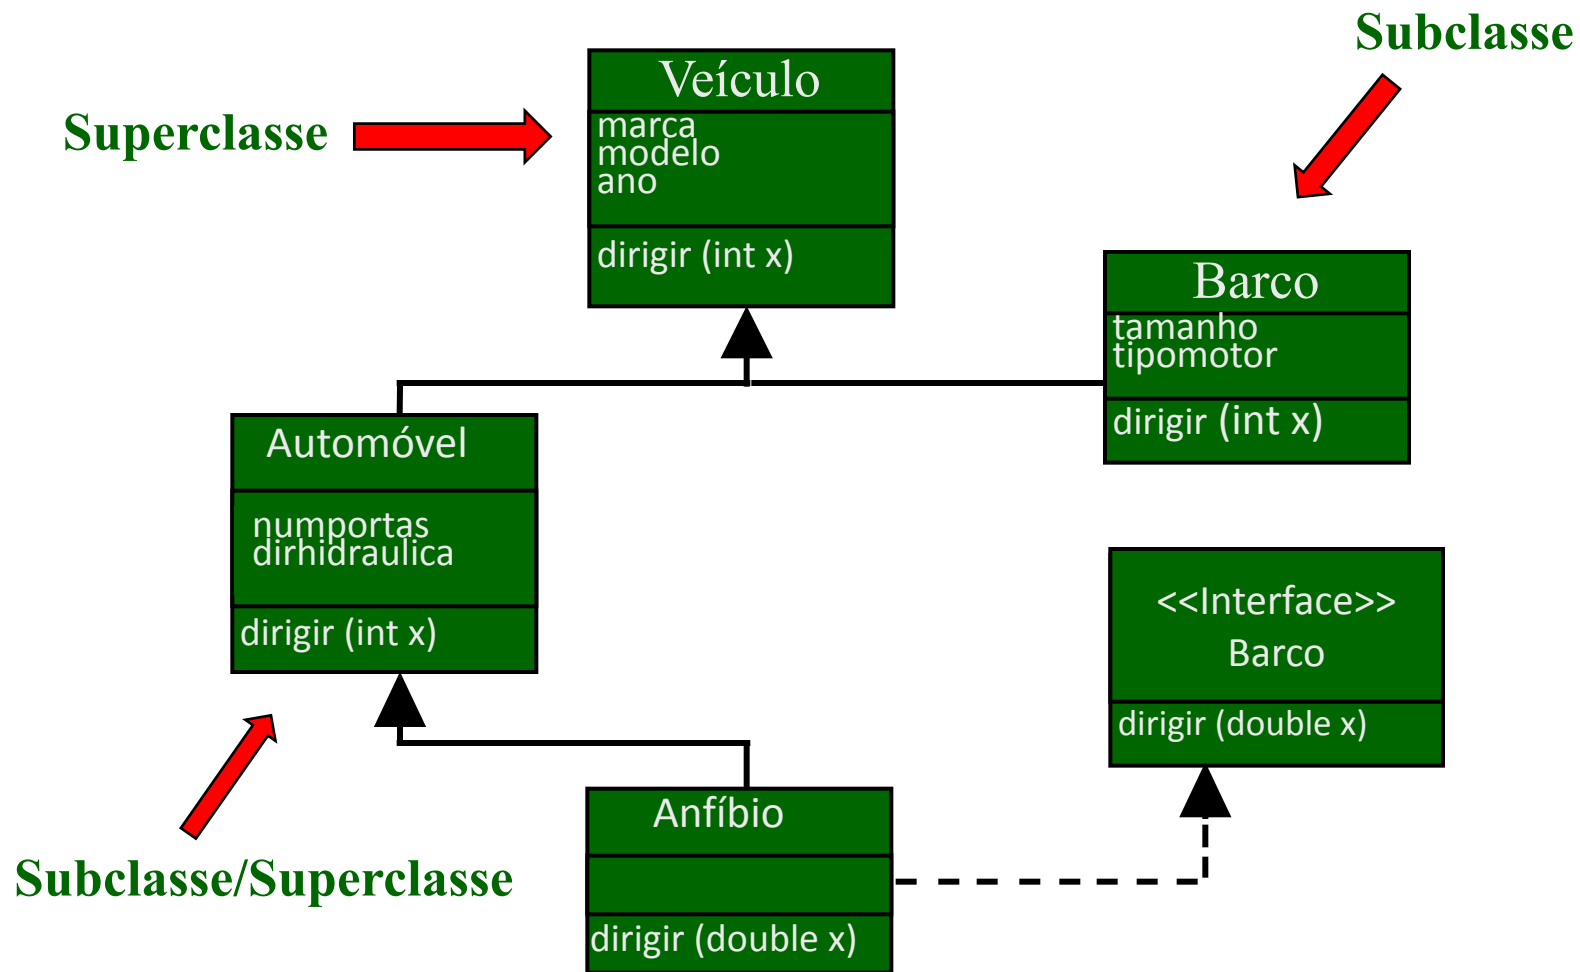 Subclasse
Superclasse
Veículo
marca
modelo
ano
dirigir (int x)
Barco
tamanho
tipomotor
dirigir (int x)
Automóvel
numportas
dirhidraulica
dirigir (int x)
<<Interface>>
Barco
dirigir (double x)
Subclasse/Superclasse
Anfíbio
dirigir (double x)